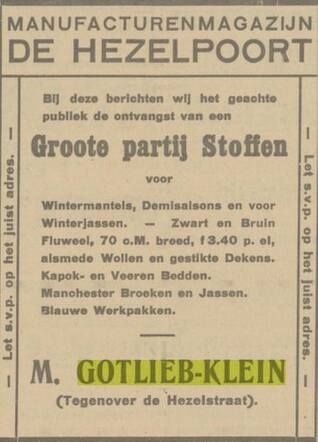 MANUFACTURENMAGAZIJN
DE HEZELPOORT
— Let s.v.p. op het juist adres. —
Bij deze berichten wij het geachte
publiek de ontvangst van een
Groote partij Stoffen
voor
Wintermantels, Demisaisons en voor
Winterjassen. — Zwart en Bruin
Fluweel, 70 c.M. breed, f 3.40 p. el,
alsmede Wollen en gestikte Dekens.
Kapok- en Veeren Bedden.
Manchester Broeken en Jassen.
Blauwe Werkpakken.
M. GOTLIEB-KLEIN
(Tegenover de Hezelstraat).
— Let s.v.p. op het juist adres. —